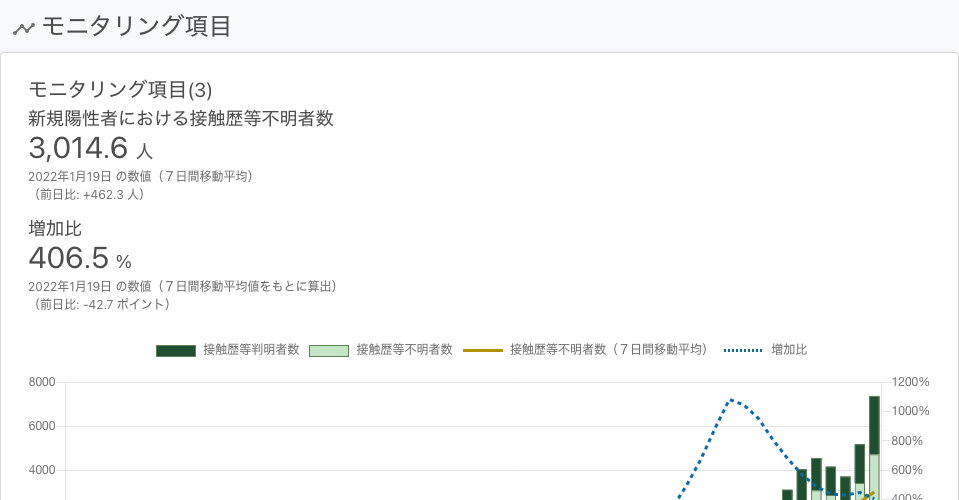 モニタリング項目
モニタリング項目(3)
新規陽性者における接触歴等不明者数
3,014.6 人
2022年1月19日 の数値（７日間移動平均）
（前日比: +462.3 人）
増加比
406.5 %
2022年1月19日 の数値（７日間移動平均値をもとに算出）
（前日比: -42.7 ポイント）
接触歴等判明者数 接触歴等不明者数 接触歴等不明者数（７日間移動平均） 増加比
8000 1200%
1000%
6000
800%
4000 600%
400%